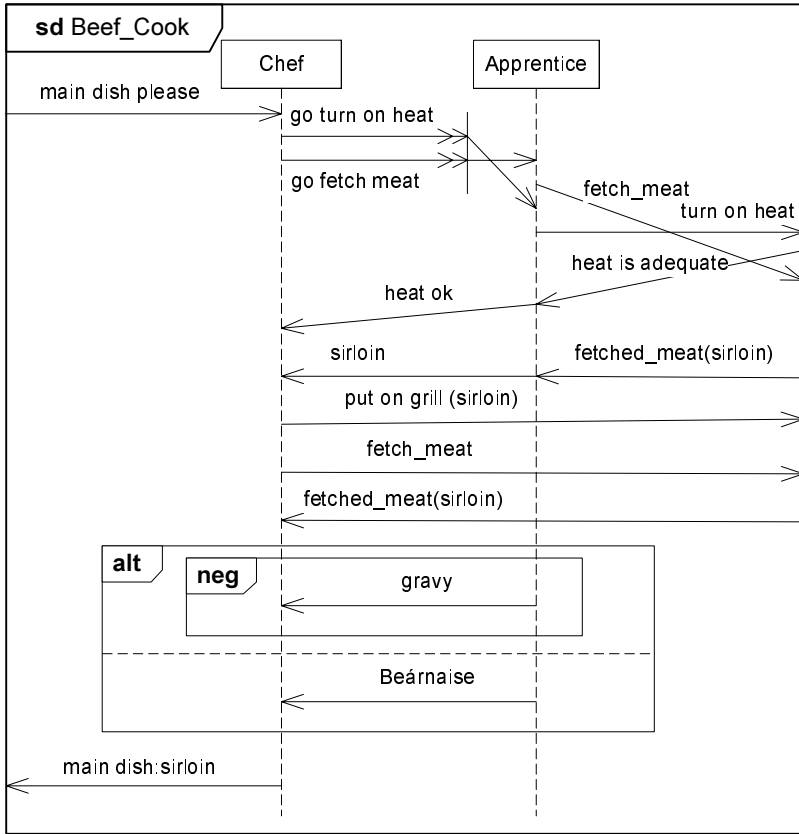 sd Beef_Cook
Chef
Apprentice
main dish please
go turn on heat
go fetch meat
fetch_meat
turn on heat
heat is adequate
heat ok
sirloin
fetched_meat(sirloin)
put on grill (sirloin)
fetch_meat
fetched_meat(sirloin)
alt
neg
gravy
Beárnaise
main dish:sirloin